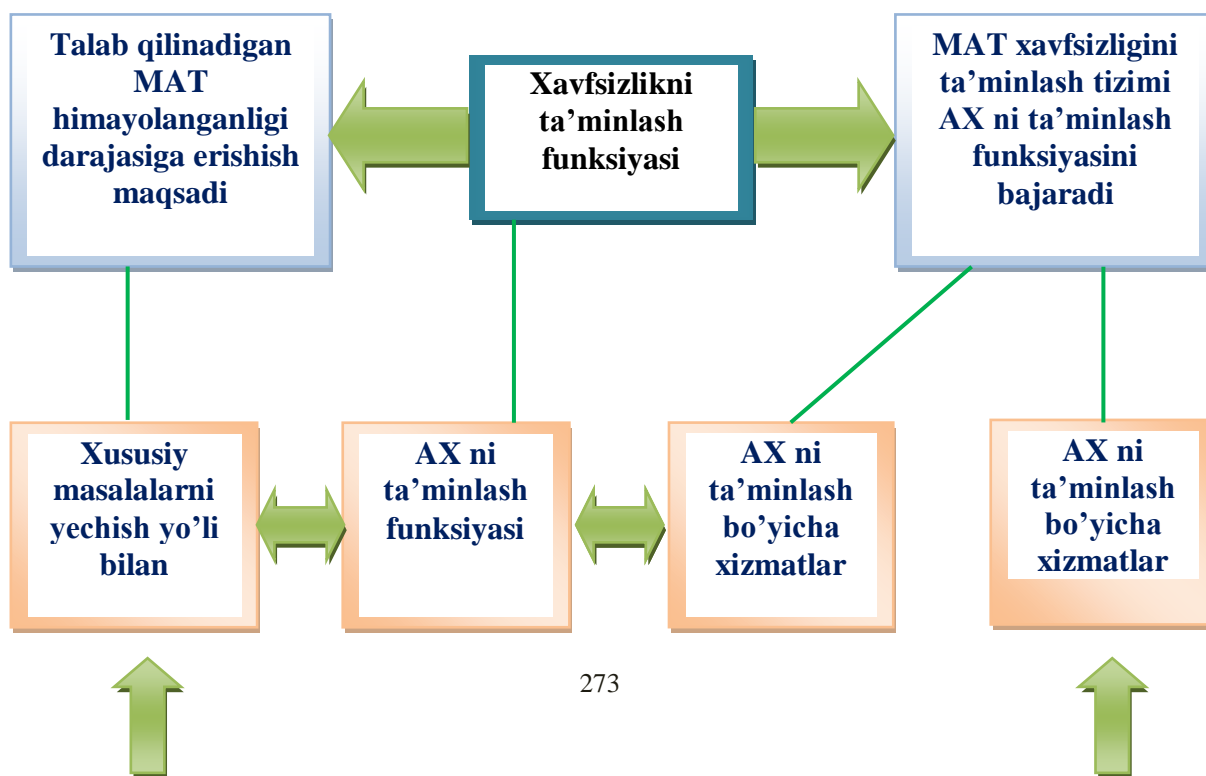 Talab qilinadigan
MAT
himayolanganligi
darajasiga erishish
maqsadi
Xavfsizlikni
ta’minlash
funksiyasi
MAT xavfsizligini
ta’minlash tizimi
AX ni ta’minlash
funksiyasini
bajaradi
Xususiy
masalalarni
yechish yo’li
bilan
AX ni
ta’minlash
funksiyasi
AX ni
ta’minlash
bo’yicha
xizmatlar
AX ni
ta’minlash
bo’yicha
xizmatlar
273